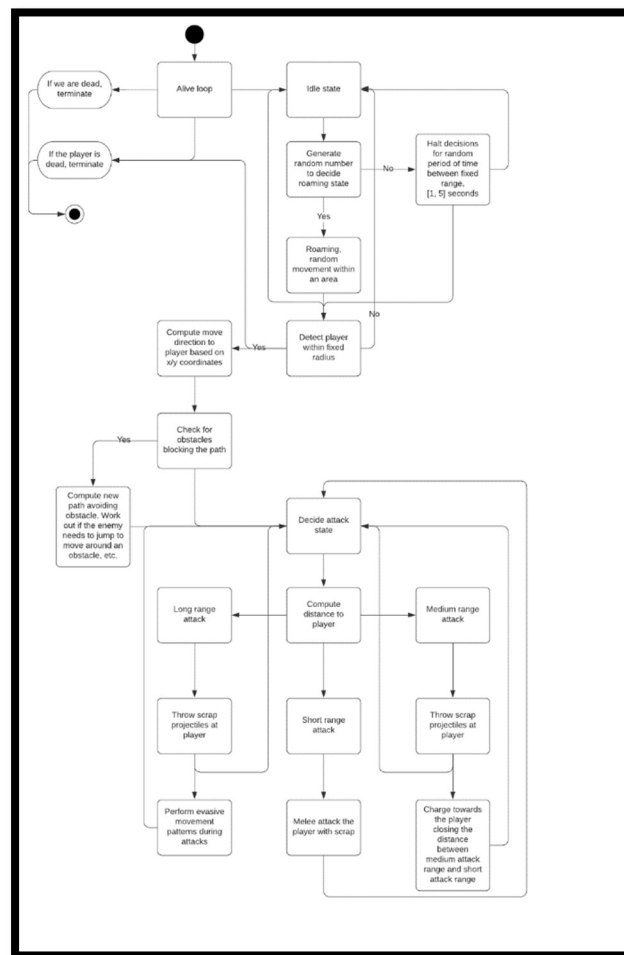 If we are dead,
terminate
Alive loop
Idle state
If the player is
dead, terminate
Generate
random number
to decide
roaming state
No
Halt decisions
for random
period of time
between fixed
range.
[1, 5] seconds
Yes
Roaming,
random
movement within
an area
No
Compute move
direction to
player based on
x/y coordinates
Yes
Detect player
within fixed
radius
Check for
obstacles
blocking the path
Yes
Compute new
path avoiding
obstacle. Work
out if the enemy
needs to jump to
move around an
obstacle, etc.
Decide attack
state
Long range
attack
Compute
distance to
player
Medium range
attack
Throw scrap
projectiles at
player
Short range
attack
Throw scrap
projectiles at
player
Perform evasive
movement
patterns during
attacks
Melee attack the
player with scrap
Charge towards
the player
closing the
distance
between
medium attack
range and short
attack range